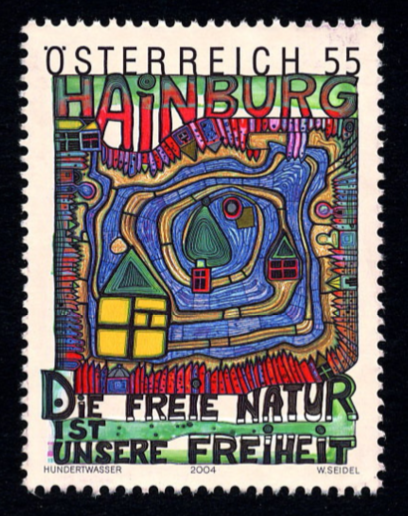 ÖSTERREICH 55
HAINBURG
DIE FREIE NATUR
IST
UNSERE FREIHEIT
HUNDERTWASSER 2004 W.SEIDEL